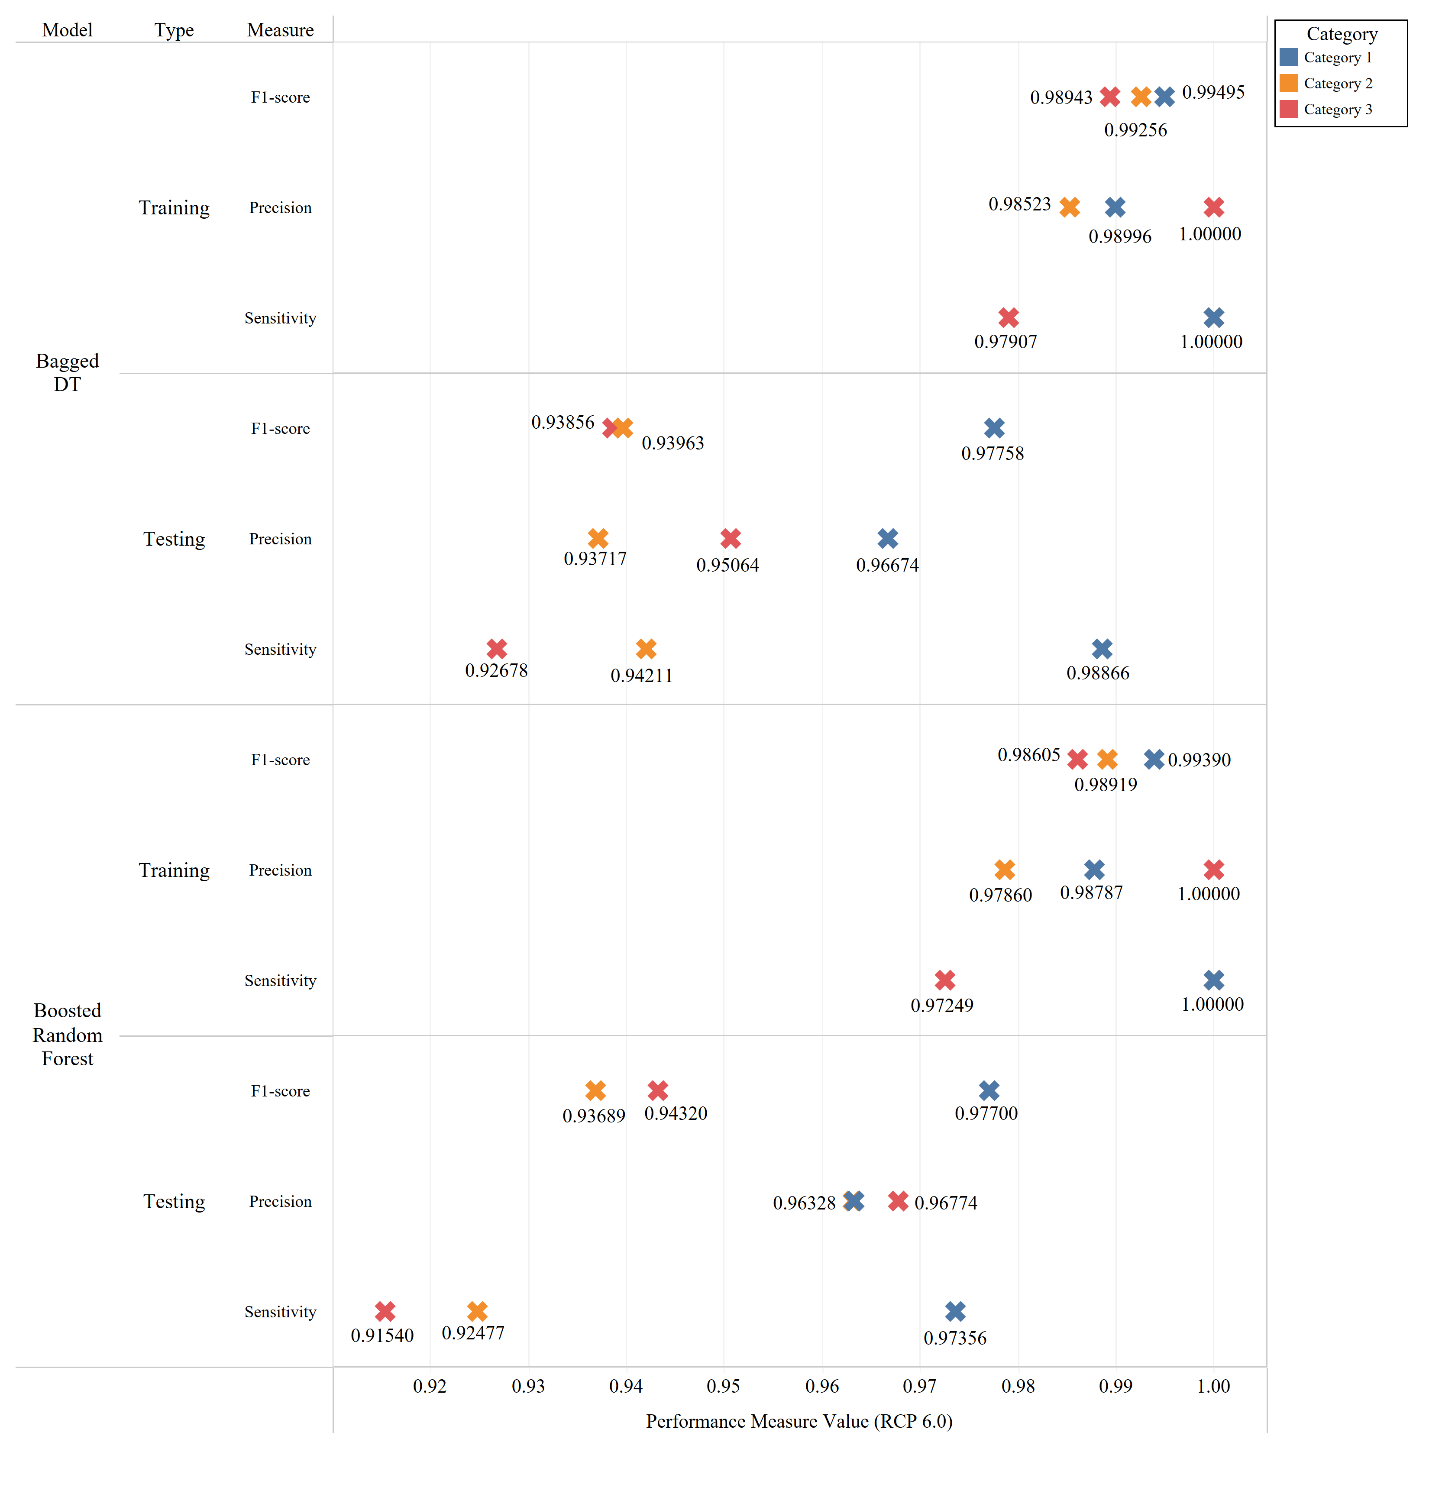 Model Type Measure
Category
Category 1
Category 2
Category 3
F1-score
0.98943
0.99495
0.99256
Training
Precision
0.98523
0.98996
1.00000
Sensitivity
0.97907
1.00000
Bagged
DT
F1-score
0.93856
0.93963
0.97758
Testing
Precision
0.93717
0.95064
0.96674
Sensitivity
0.92678
0.94211
0.98866
F1-score
0.98605
0.98919
0.99390
Training
Precision
0.97860
0.98787
1.00000
Sensitivity
0.97249
1.00000
Boosted
Random
Forest
F1-score
0.93689
0.94320
0.97700
Testing
Precision
0.96328
0.96774
Sensitivity
0.91540
0.92477
0.97356
0.92 0.93 0.94 0.95 0.96 0.97 0.98 0.99 1.00
Performance Measure Value (RCP 6.0)